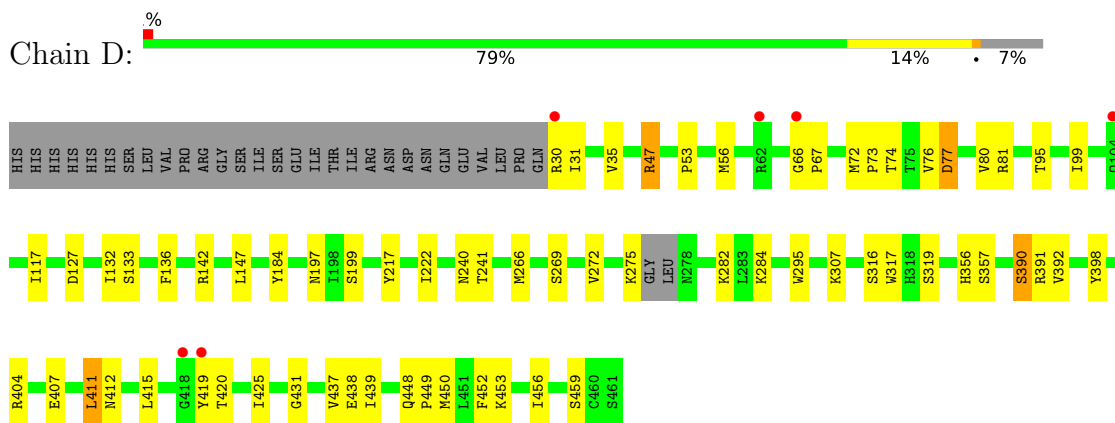 .%
Chain D:
79% 14% • 7%
HIS HIS HIS HIS HIS HIS SER LEU VAL PRO ARG GLY SER ILE SER GLU ILE THR ILE ARG ASN ASP ASN GLN GLU VAL LEU PRO GLN R30 I31 V35 R47 P53 M56 R62 G66 P67 M72 P73 T74 T75 V76 D77 V80 R81 T95 I99
I117 D127 I132 S133 F136 R142 L147 Y184 N197 I198 S199 Y217 I222 N240 T241 M266 S269 V272 K275 GLY LEU N278 K282 L283 K284 W295 K307 S316 W317 H318 S319 H356 S357 S390 R391 V392 Y398
R404 E407 L411 N412 L415 G418 Y419 T420 I425 G431 V437 E438 I439 Q448 P449 M450 L451 F452 K453 I456 S459 C460 S461